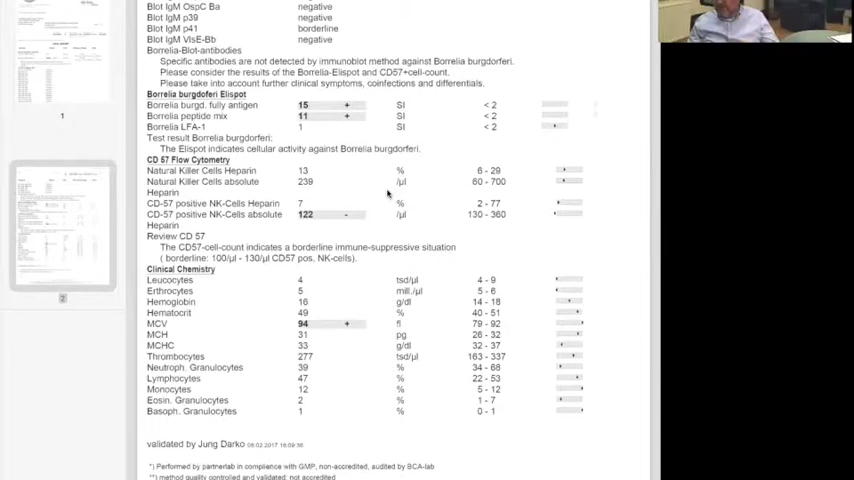 Blot IgM OspC Ba negative
Blot IgM p39 negative
Blot IgM p41 borderline
Blot IgM VlsE-Bb negative
Borrelia-Blot-antibodies
Specific antibodies are not detected by immunoblot method against Borrelia burgdorferi.
Please consider the results of the Borrelia-Elispot and CD57+cell-count.
Please take into account further clinical symptoms, coinfections and differentials.
Borrelia burgdoferi Elispot
Borrelia burgd. fully antigen 15 + SI < 2
Borrelia peptide mix 11 + SI < 2
Borrelia LFA-1 1 SI < 2
Test result Borrelia burgdorferi:
The Elispot indicates cellular activity against Borrelia burgdorferi.
CD 57 Flow Cytometry
Natural Killer Cells Heparin 13 % 6 - 29
Natural Killer Cells absolute 239 /µl 60 - 700
Heparin
CD-57 positive NK-Cells Heparin 7 % 2 - 77
CD-57 positive NK-Cells absolute 122 - /µl 130 - 360
Heparin
Review CD 57
The CD57-cell-count indicates a borderline immune-suppressive situation
( borderline: 100/µl - 130/µl CD57 pos. NK-cells).
Clinical Chemistry
Leucocytes 4 tsd/µl 4 - 9
Erthrocytes 5 mill./µl 5 - 6
Hemoglobin 16 g/dl 14 - 18
Hematocrit 49 % 40 - 51
MCV 94 + fl 79 - 92
MCH 31 pg 26 - 32
MCHC 33 g/dl 32 - 37
Thrombocytes 277 tsd/µl 163 - 337
Neutroph. Granulocytes 39 % 34 - 68
Lymphocytes 47 % 22 - 53
Monocytes 12 % 5 - 12
Eosin. Granulocytes 2 % 1 - 7
Basoph. Granulocytes 1 % 0 - 1
validated by Jung Darko 08.02.2017 16:09:36
*) Performed by partnerlab in complience with GMP, non-accredited, audited by BCA-lab
**) method quality controlled and validated; not accredited
1
2